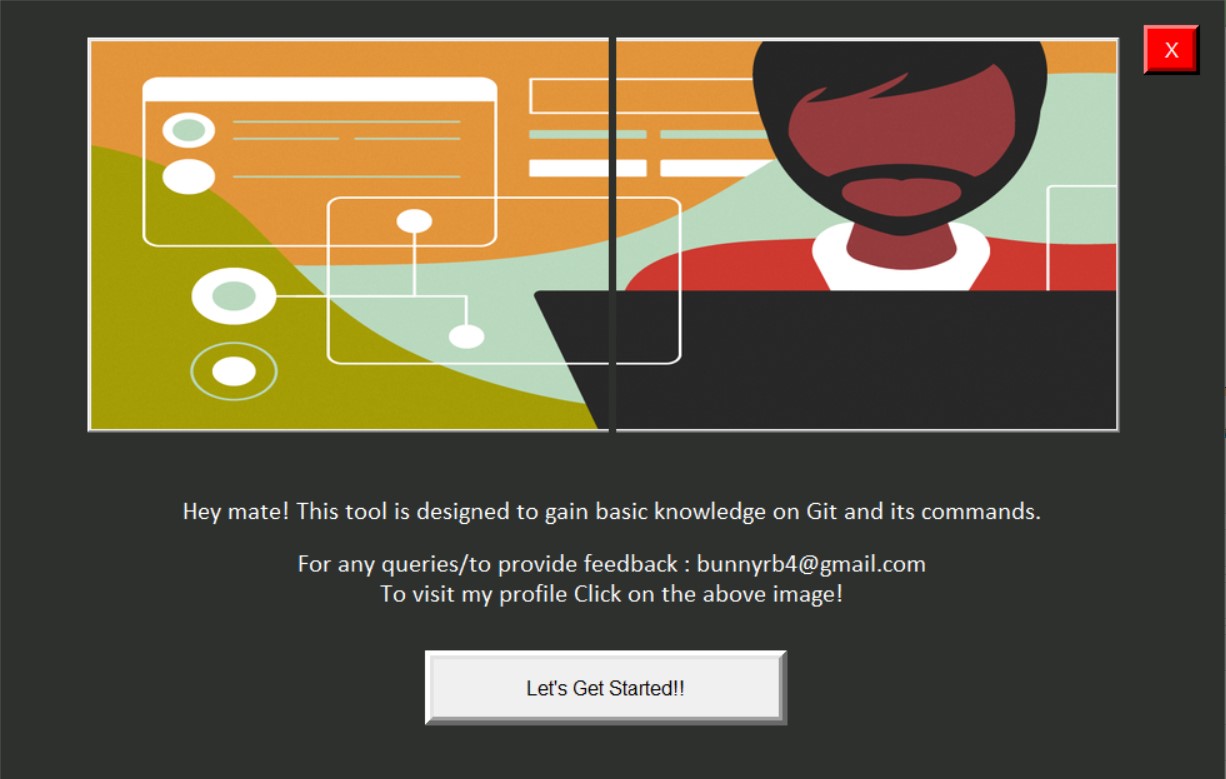 X
Hey mate! This tool is designed to gain basic knowledge on Git and its commands.
For any queries/to provide feedback : bunnyrb4@gmail.com
To visit my profile Click on the above image!
Let's Get Started!!